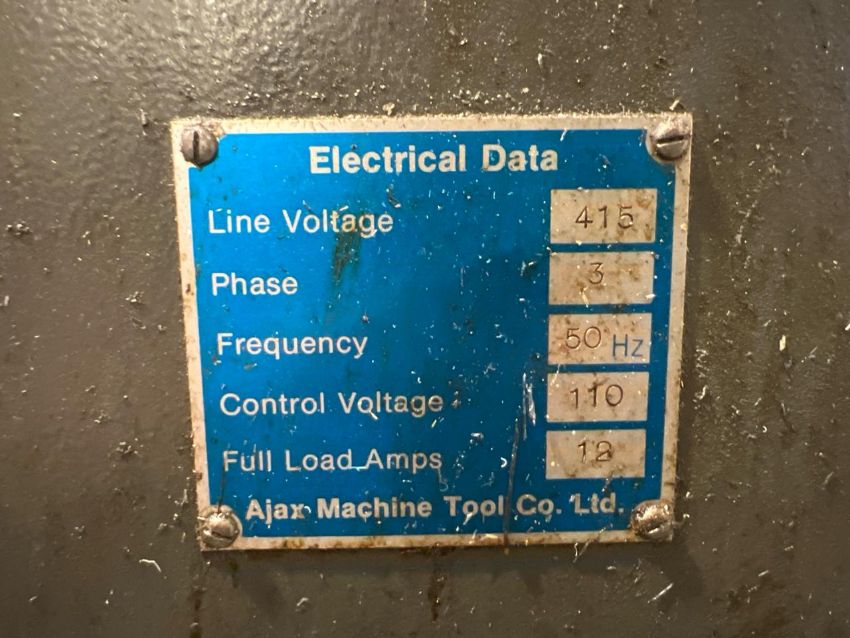 Electrical Data
Line Voltage 415
Phase 3
Frequency 50 Hz
Control Voltage 110
Full Load Amps 12
Ajax Machine Tool Co. Ltd.